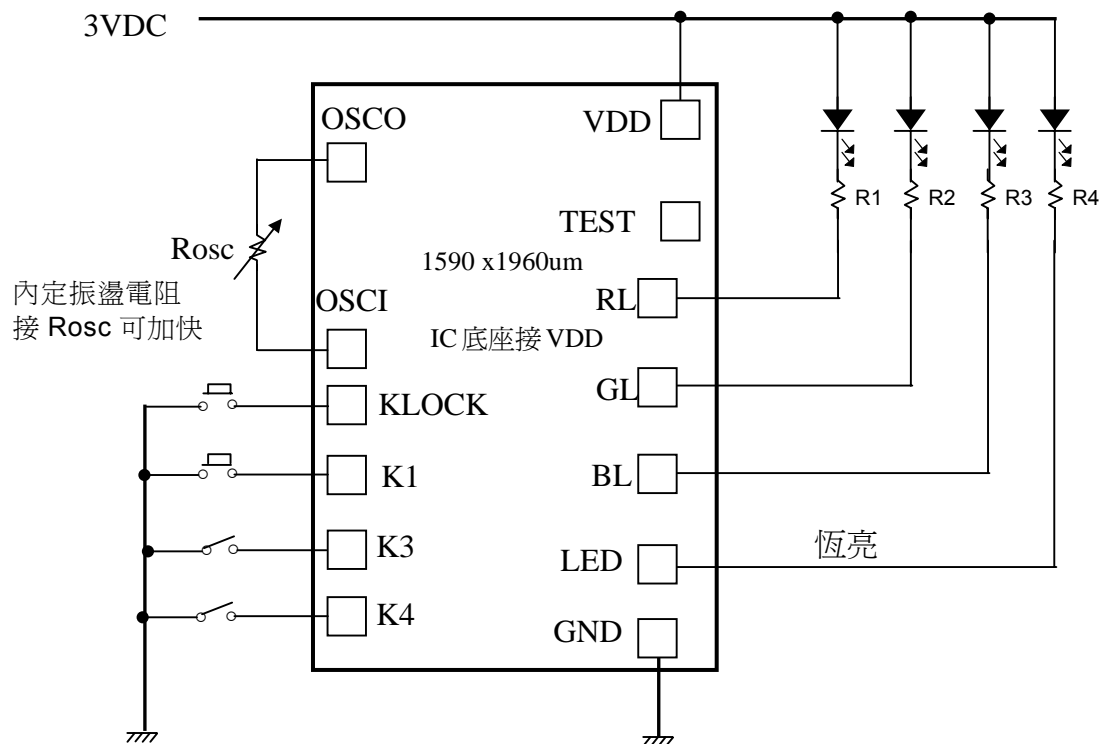 3VDC
OSCO
VDD
R1
R2
R3
R4
TEST
Rosc
1590 x1960um
內定振盪電阻
接 Rosc 可加快
OSCI
RL
IC 底座接 VDD
KLOCK
GL
K1
BL
K3
LED
恆亮
K4
GND